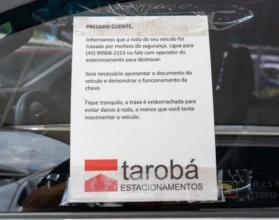 PREZADO CLIENTE,
Informamos que a roda do seu veículo foi
travada por motivos de segurança. Ligue para
(45) 99968-2153 ou fale com operador do
estacionamento para destravar.
Será necessário apresentar o documento do
veículo e demonstrar o funcionamento da
chave.
Fique tranquilo, a trava é emborrachada para
evitar danos à roda, a menos que você tente
movimentar o veículo.
tarobá
ESTACIONAMENTOS